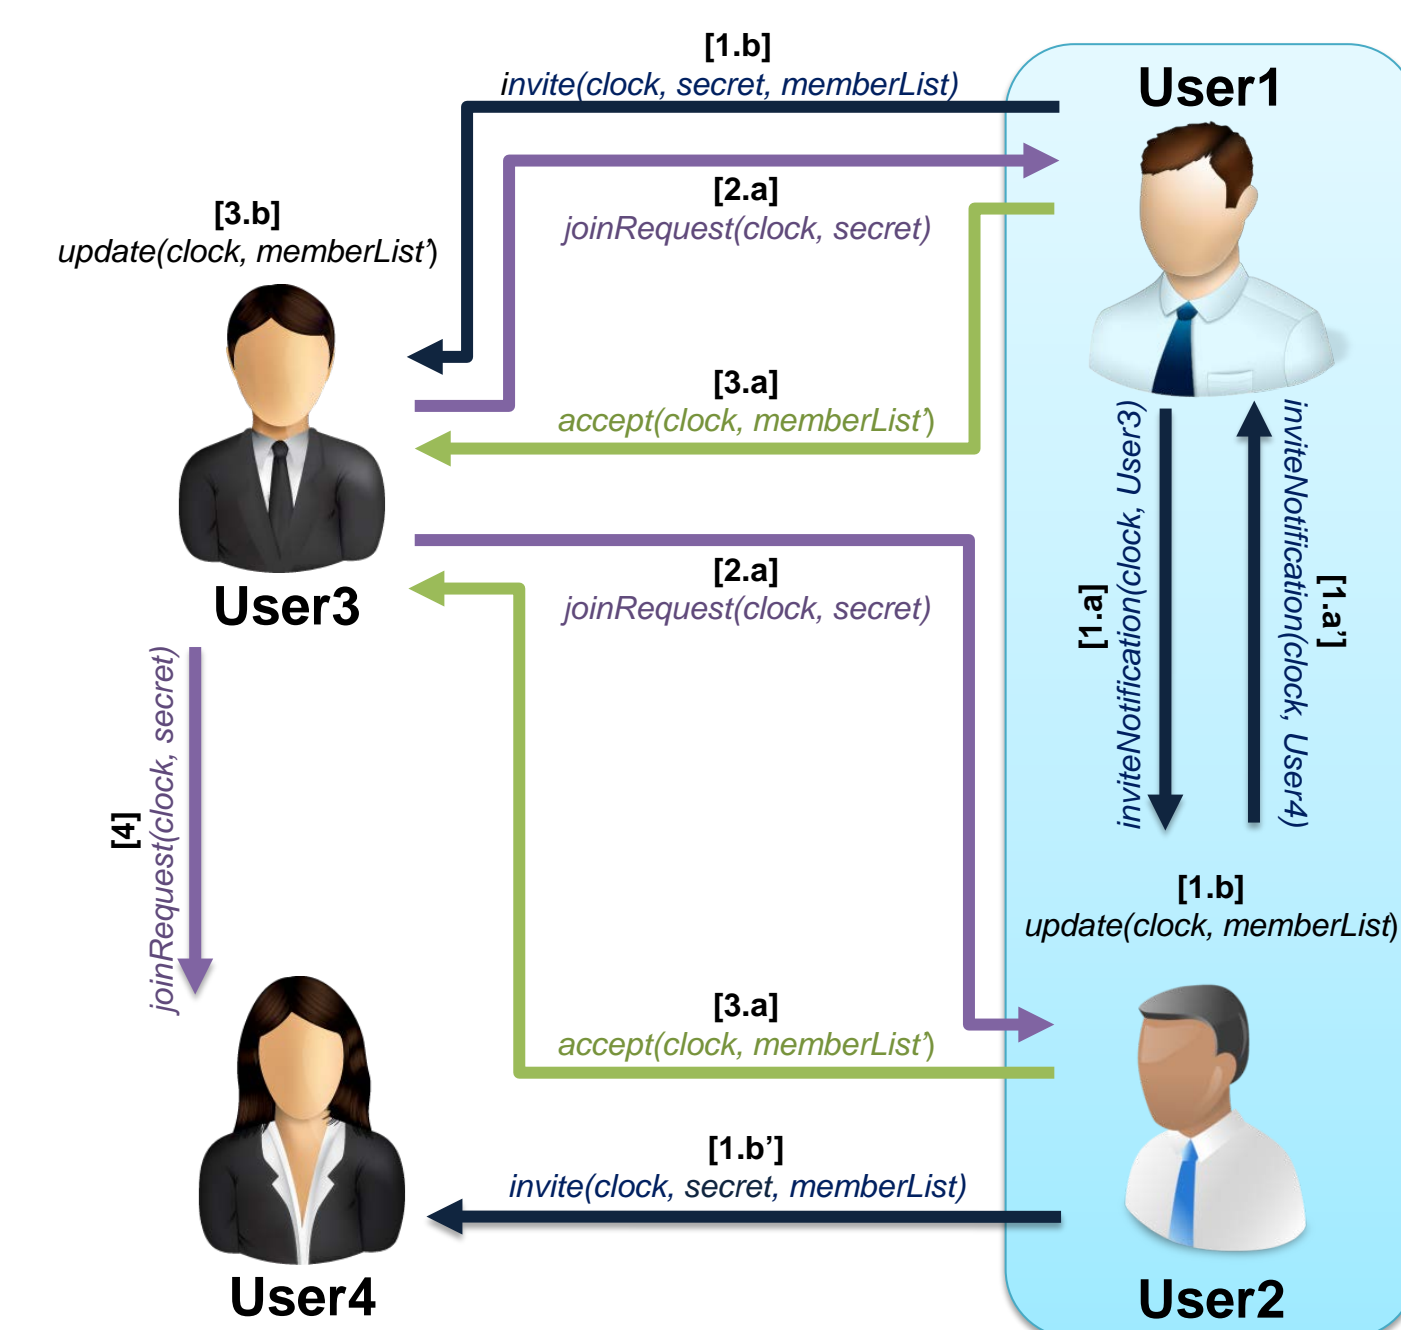 [1.b]
invite(clock, secret, memberList)
User1
[2.a]
joinRequest(clock, secret)
[3.b]
update(clock, memberList’)
[3.a]
accept(clock, memberList’)
[1.a]
inviteNotification(clock, User3)
[1.a’]
inviteNotification(clock, User4)
User3
[2.a]
joinRequest(clock, secret)
[4]
joinRequest(clock, secret)
[1.b]
update(clock, memberList)
[3.a]
accept(clock, memberList’)
[1.b’]
invite(clock, secret, memberList)
User4
User2